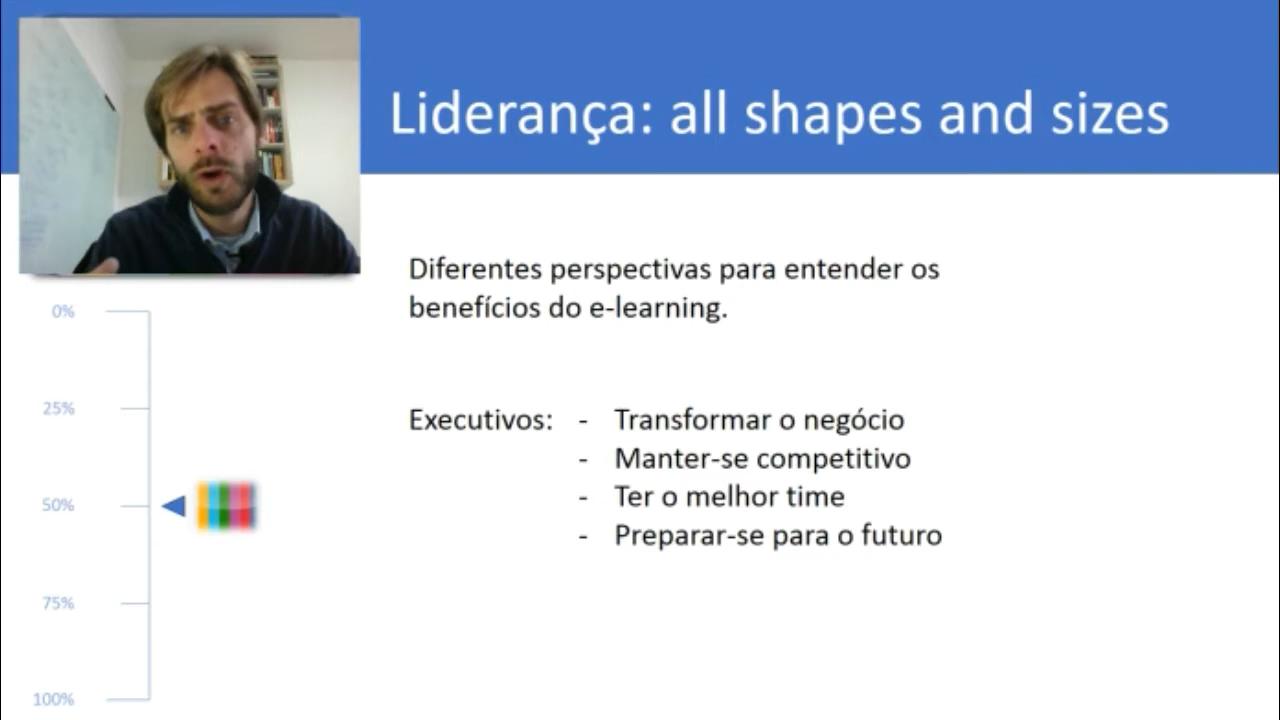 Liderança: all shapes and sizes
Diferentes perspectivas para entender os
benefícios do e-learning.
Executivos: - Transformar o negócio
- Manter-se competitivo
- Ter o melhor time
- Preparar-se para o futuro
0%
25%
50%
75%
100%